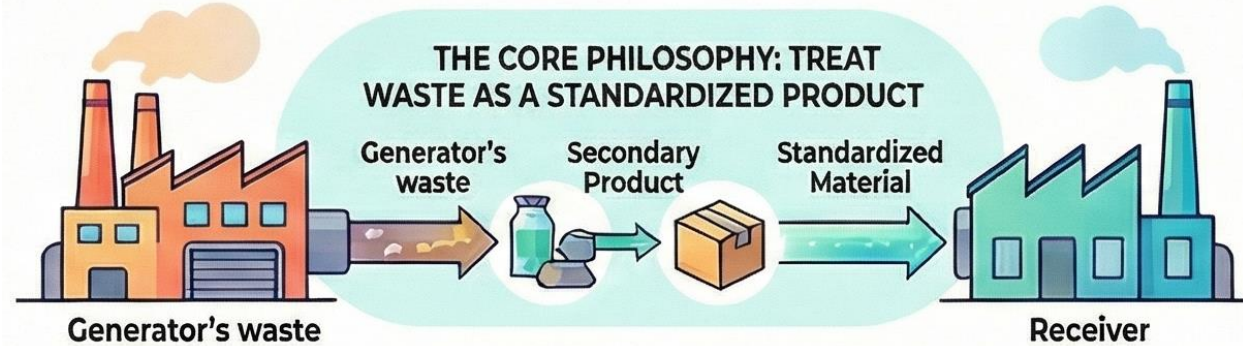 THE CORE PHILOSOPHY: TREAT
WASTE AS A STANDARDIZED PRODUCT
Generator's
waste
Secondary
Product
Standardized
Material
Generator's waste
Receiver